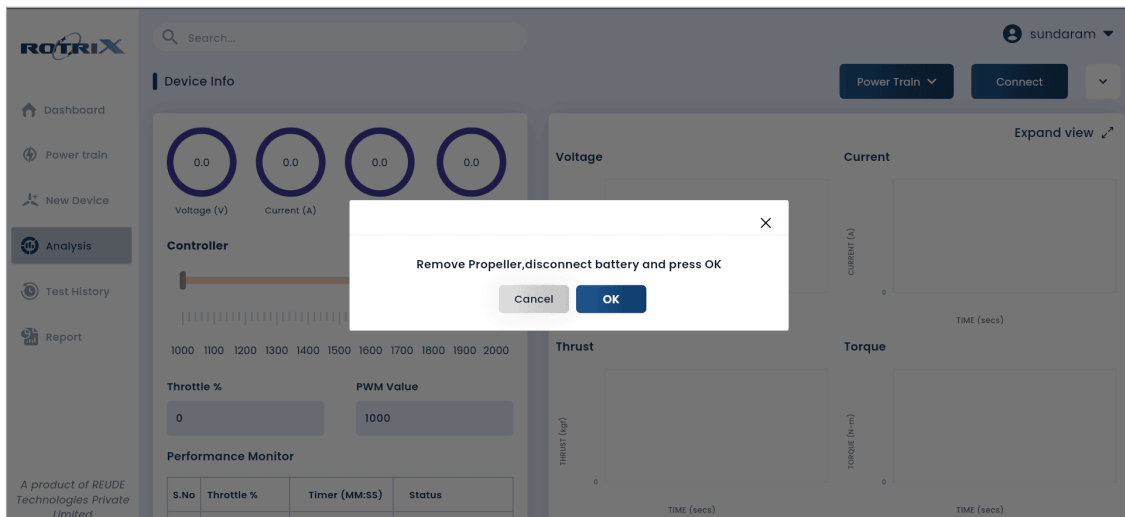 ROTRIX
Search...
sundaram
Device Info
Power Train
Connect
Dashboard
Power train
New Device
Analysis
Test History
Report
A product of REUDE
Technologies Private
Limited
0.0 0.0 0.0 0.0
Voltage (V) Current (A)
Controller
1000 1100 1200 1300 1400 1500 1600 1700 1800 1900 2000
Throttle % PWM Value
0 1000
Performance Monitor
S.No Throttle % Timer (MM:SS) Status
Remove Propeller,disconnect battery and press OK
Cancel OK
Expand view
Voltage Current
CURRENT (A)
0
TIME (secs)
Thrust Torque
THRUST (kgf)
0
TIME (secs)
TORQUE (N-m)
0
TIME (secs)